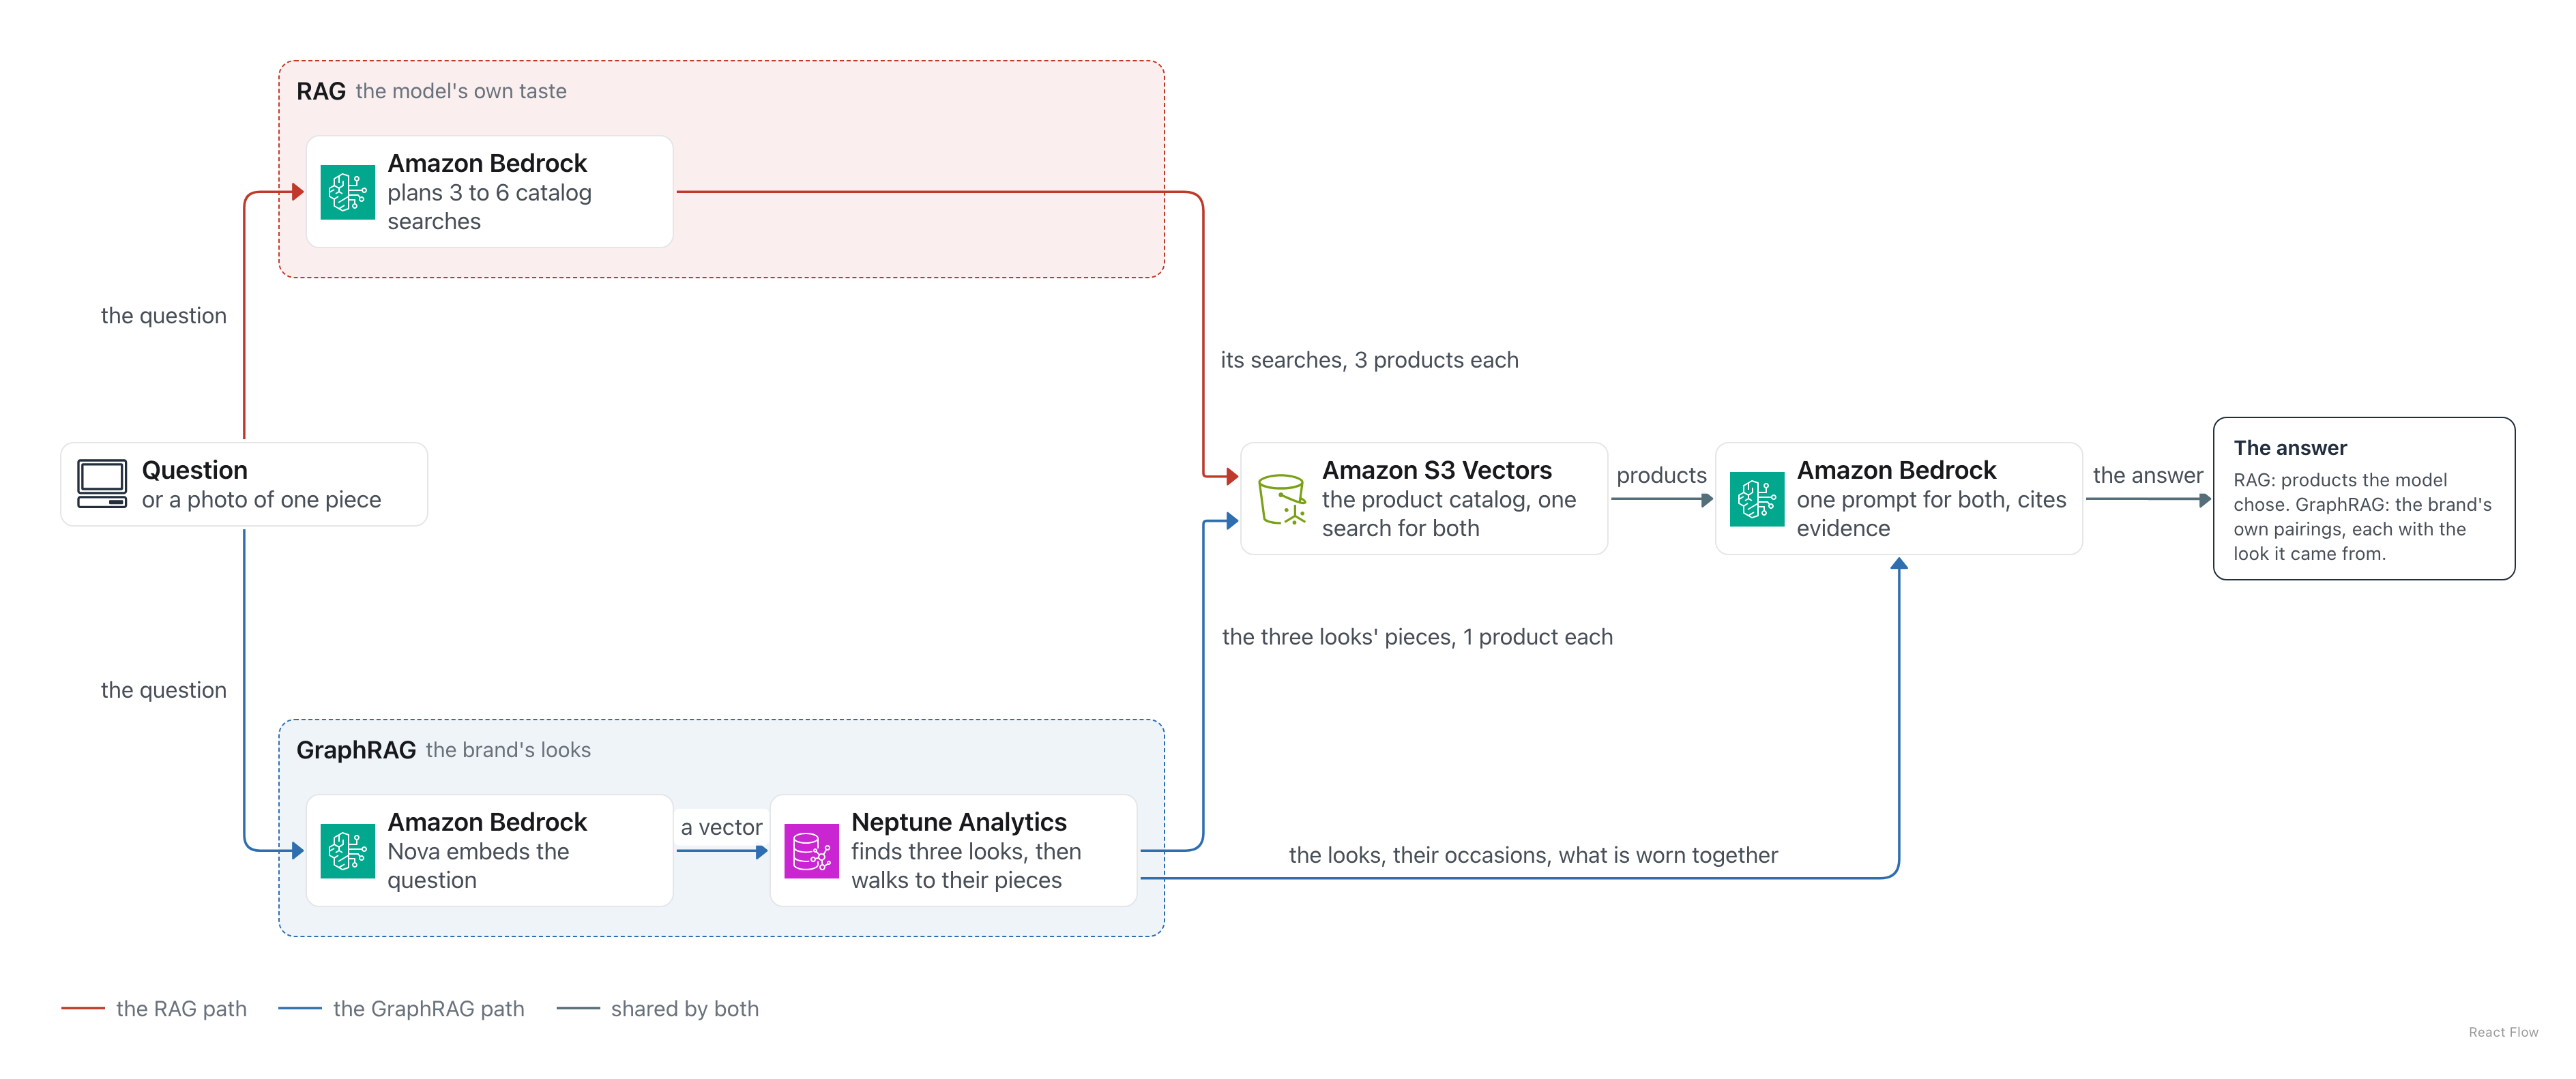 RAG the model's own taste
Amazon Bedrock
plans 3 to 6 catalog
searches
the question
its searches, 3 products each
Question
or a photo of one piece
Amazon S3 Vectors
the product catalog, one
search for both
products
Amazon Bedrock
one prompt for both, cites
evidence
the answer
The answer
RAG: products the model
chose. GraphRAG: the brand's
own pairings, each with the
look it came from.
the three looks' pieces, 1 product each
the question
GraphRAG the brand's looks
Amazon Bedrock
Nova embeds the
question
a vector
Neptune Analytics
finds three looks, then
walks to their pieces
the looks, their occasions, what is worn together
the RAG path
the GraphRAG path
shared by both
React Flow